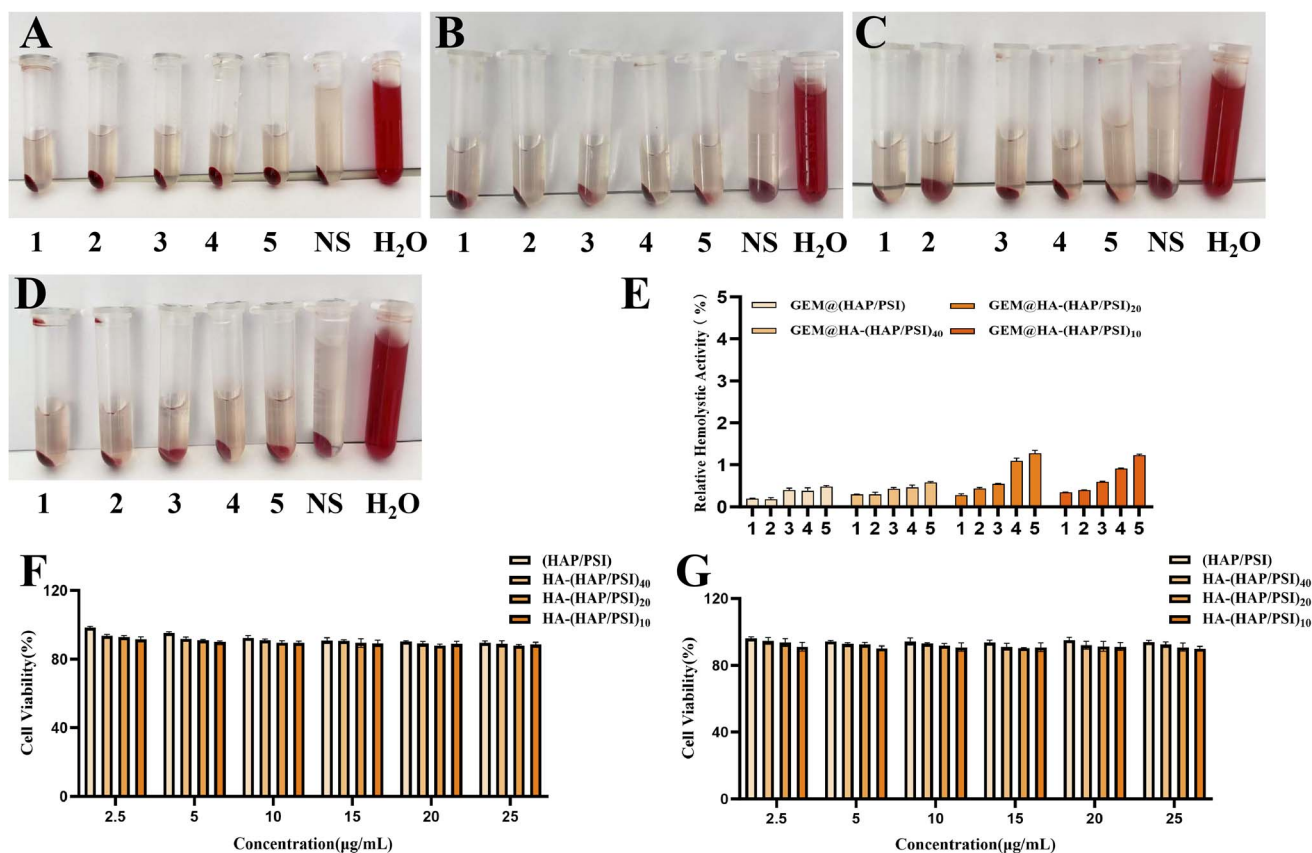 A
B
C
1 2 3 4 5 NS H₂O
1 2 3 4 5 NS H₂O
1 2 3 4 5 NS H₂O
D
1 2 3 4 5 NS H₂O
E
Relative Hemolystic Activity ( %)
5
4
3
2
1
0
GEM@(HAP/PSI)
GEM@HA-(HAP/PSI)₄₀
GEM@HA-(HAP/PSI)₂₀
GEM@HA-(HAP/PSI)₁₀
1 2 3 4 5 1 2 3 4 5 1 2 3 4 5 1 2 3 4 5
F
(HAP/PSI)
HA-(HAP/PSI)₄₀
HA-(HAP/PSI)₂₀
HA-(HAP/PSI)₁₀
Cell Viability(%)
120
80
40
0
2.5 5 10 15 20 25
Concentration(μg/mL)
G
(HAP/PSI)
HA-(HAP/PSI)₄₀
HA-(HAP/PSI)₂₀
HA-(HAP/PSI)₁₀
Cell Viability(%)
120
80
40
0
2.5 5 10 15 20 25
Concentration(μg/mL)